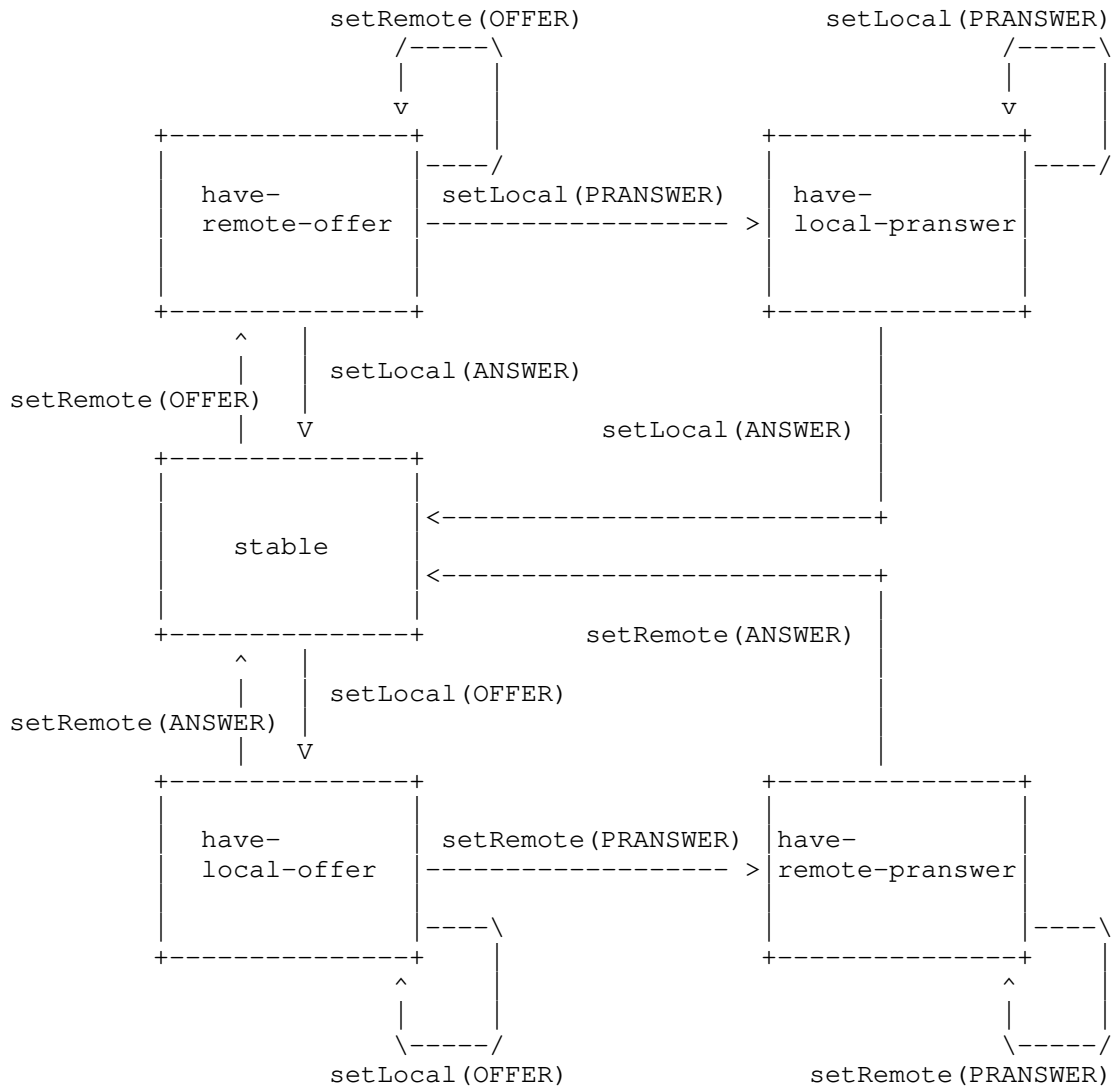 setRemote(OFFER) setLocal(PRANSWER)
have- setLocal(PRANSWER) have-
remote-offer local-pranswer
setLocal(ANSWER)
setRemote(OFFER)
setLocal(ANSWER)
stable
setRemote(ANSWER)
setLocal(OFFER)
setRemote(ANSWER)
have- setRemote(PRANSWER) have-
local-offer remote-pranswer
setLocal(OFFER) setRemote(PRANSWER)